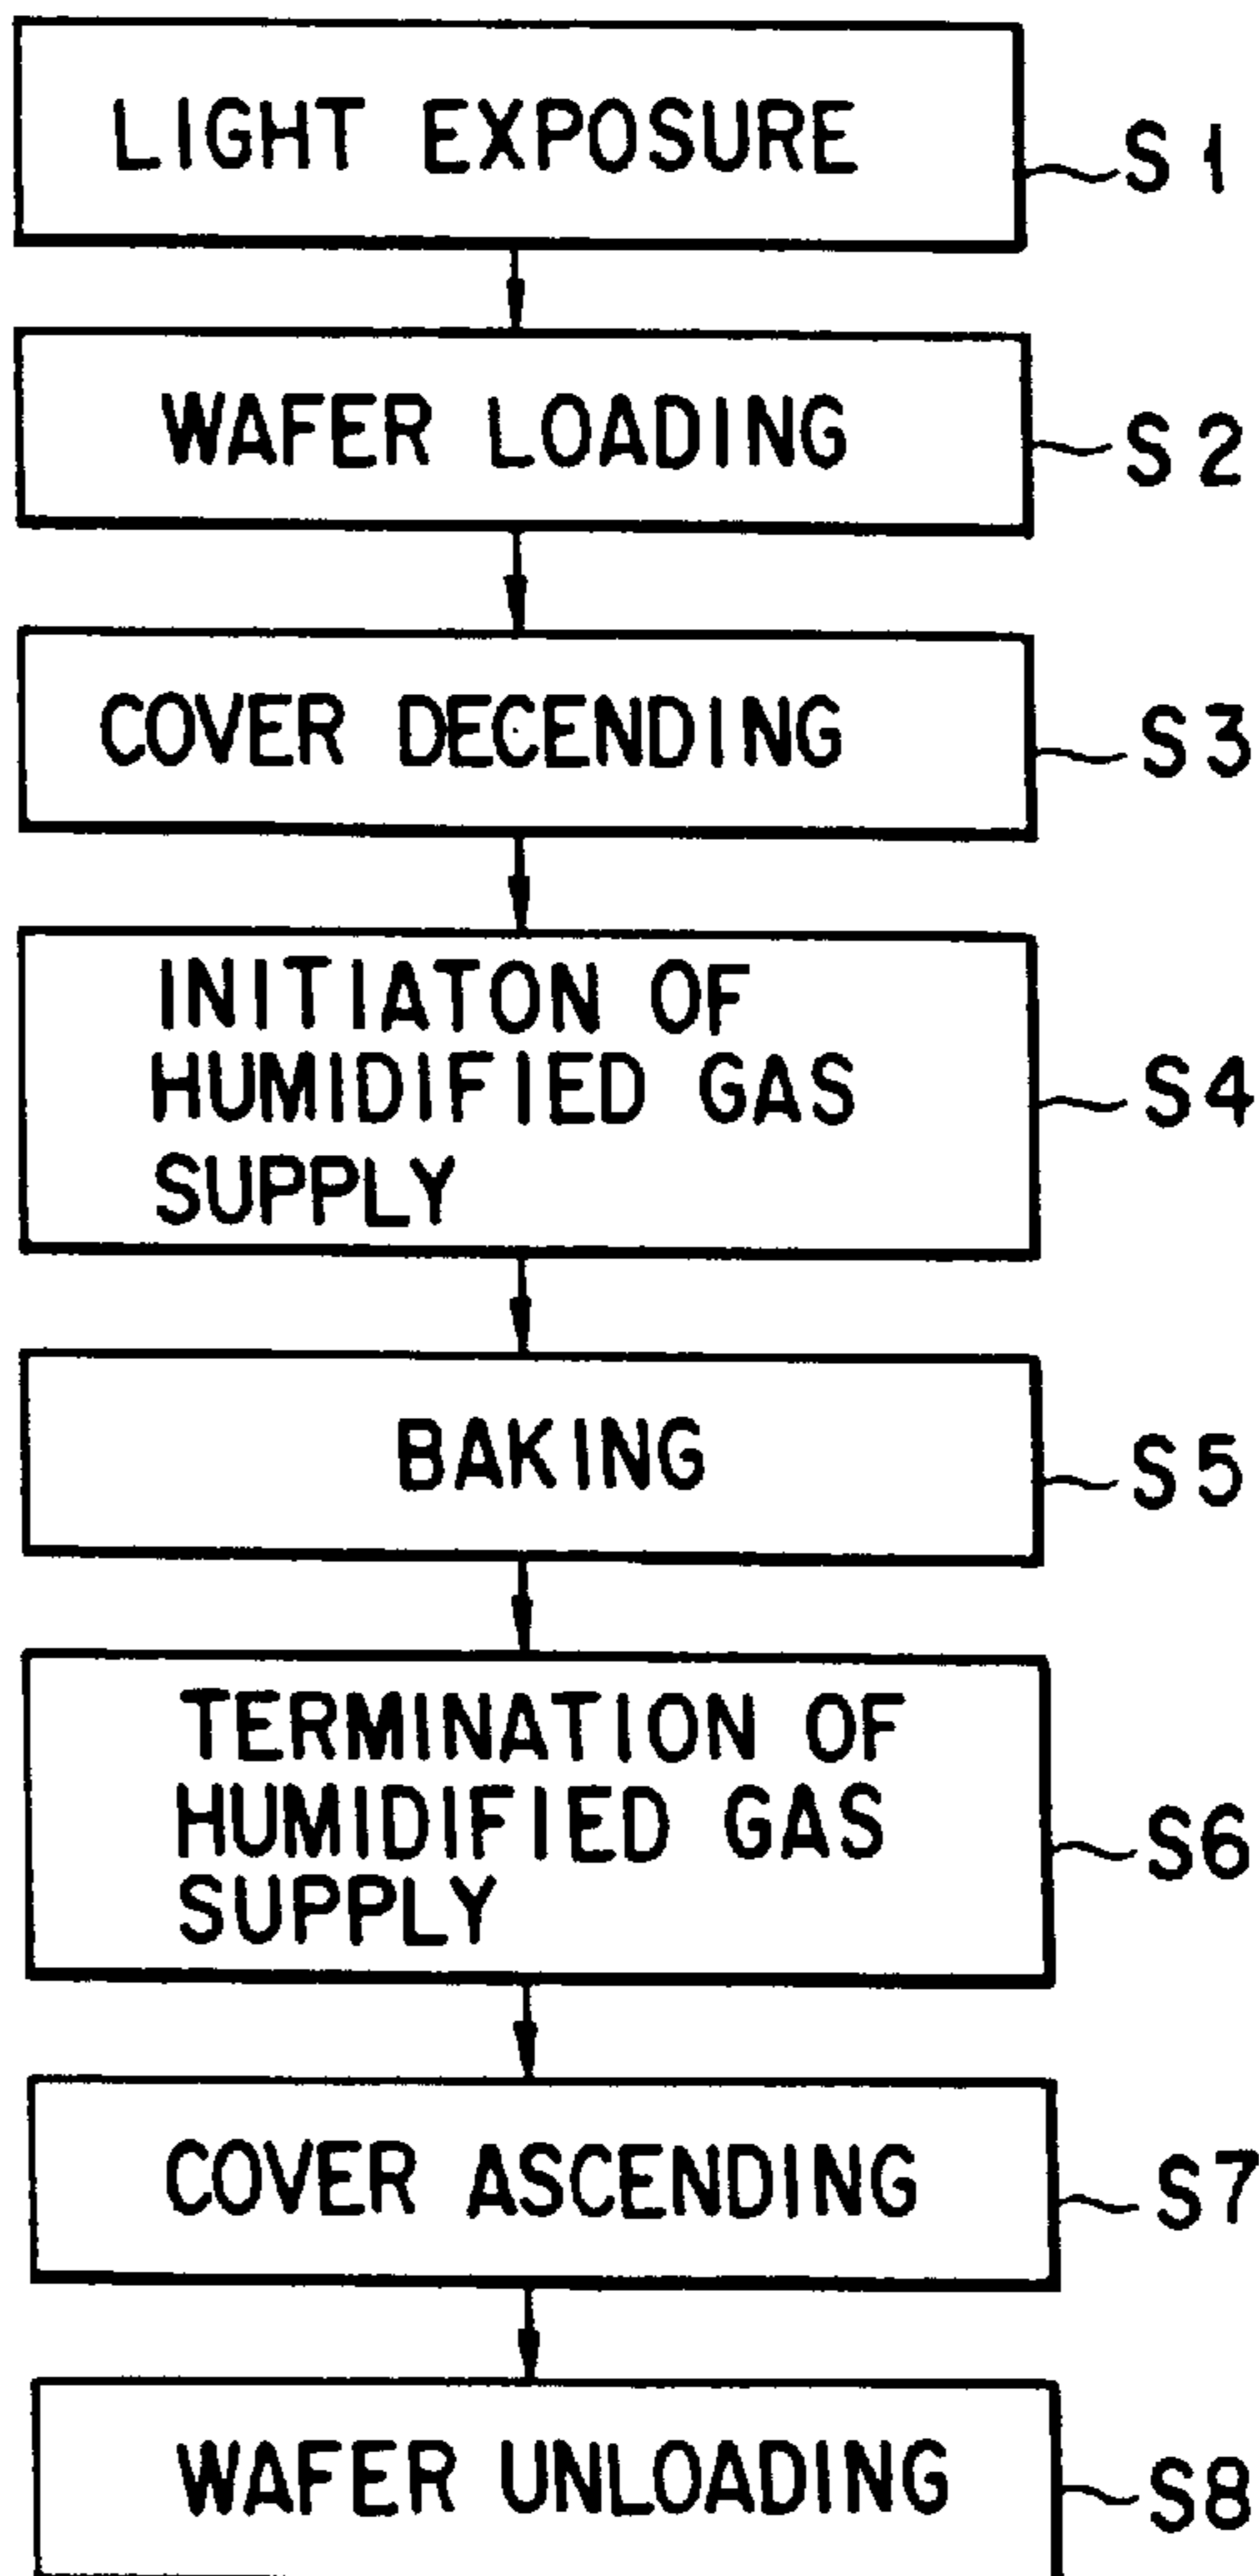 LIGHT EXPOSURE
S1
WAFER LOADING
S2
COVER DECENDING
S3
INITIATON OF
HUMIDIFIED GAS
SUPPLY
S4
BAKING
S5
TERMINATION OF
HUMIDIFIED GAS
SUPPLY
S6
COVER ASCENDING
S7
WAFER UNLOADING
S8